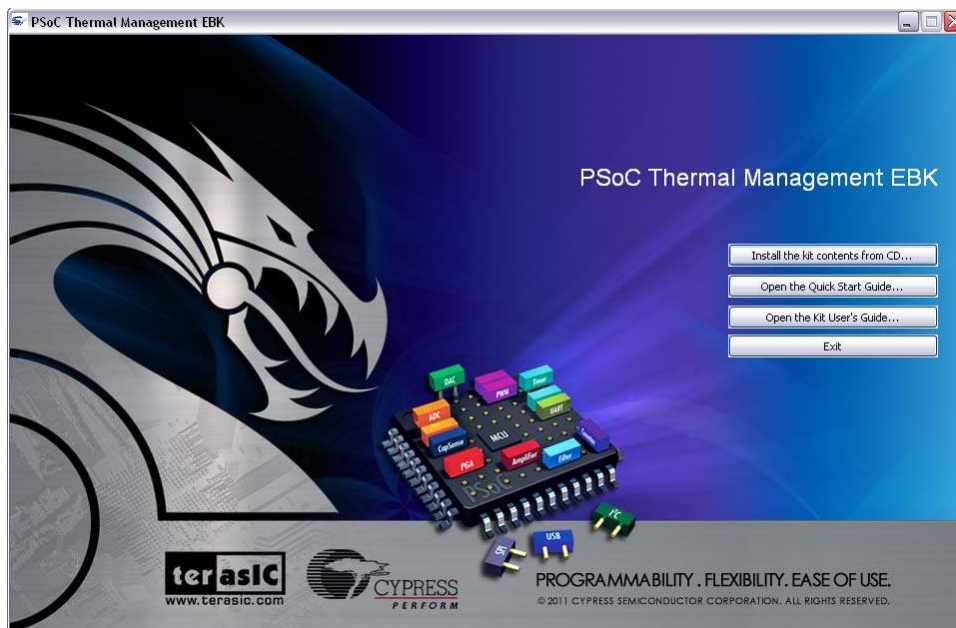 PSoC Thermal Management EBK
PSoC Thermal Management EBK
Install the kit contents from CD...
Open the Quick Start Guide...
Open the Kit User's Guide...
Exit
DAC
PWM
Timer
ADC
UART
CapSense
MCU
PGA
Amplifier
Filter
PSoC
I²C
USB
terasIC
www.terasic.com
CYPRESS
PERFORM
PROGRAMMABILITY . FLEXIBILITY. EASE OF USE.
© 2011 CYPRESS SEMICONDUCTOR CORPORATION. ALL RIGHTS RESERVED.